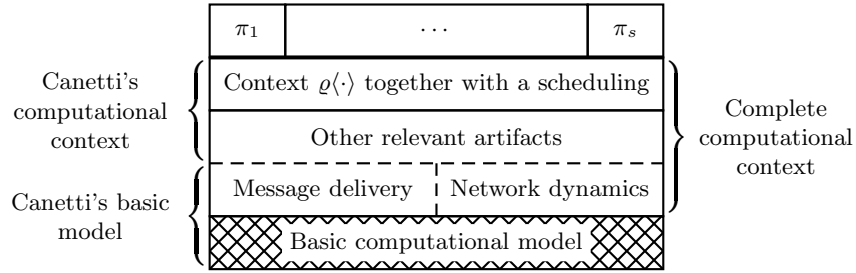 π₁ ⋯ πₛ
Context ϱ⟨·⟩ together with a scheduling
Other relevant artifacts
Message delivery
Network dynamics
Basic computational model
Canetti's
computational
context
Canetti's basic
model
Complete
computational
context